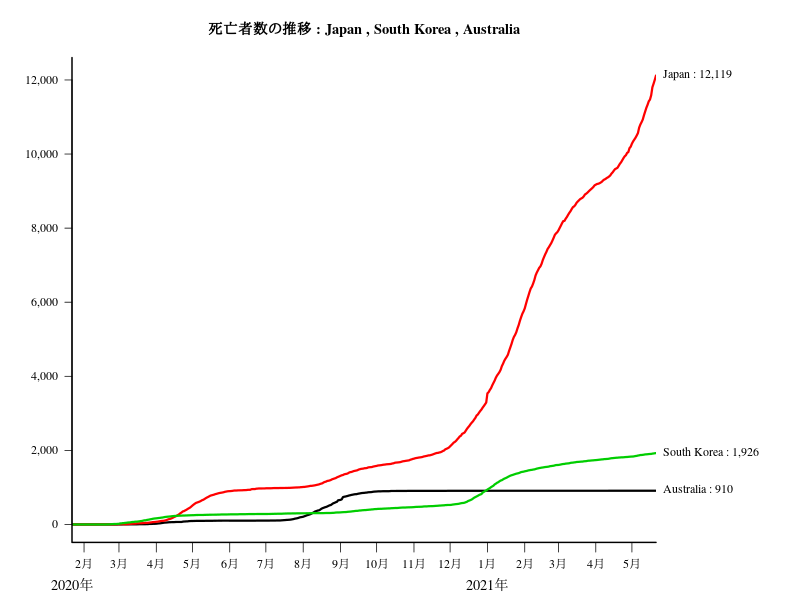 死亡者数の推移 : Japan , South Korea , Australia
12,000
10,000
8,000
6,000
4,000
2,000
0
Japan : 12,119
South Korea : 1,926
Australia : 910
2月 3月 4月 5月 6月 7月 8月 9月 10月 11月 12月 1月 2月 3月 4月 5月
2020年 2021年